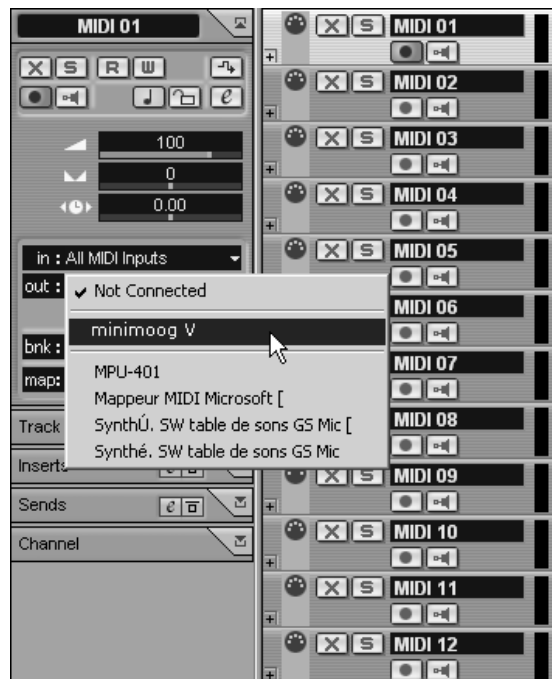 MIDI 01
X S R W
e
100
0
0.00
in : All MIDI Inputs
out :
✓ Not Connected
minimoog V
bnk :
MPU-401
map:
Mappeur MIDI Microsoft [
SynthÚ. SW table de sons GS Mic [
Synthé. SW table de sons GS Mic
Track
Inserts
e
Sends
e
Channel
X S MIDI 01
X S MIDI 02
X S MIDI 03
X S MIDI 04
X S MIDI 05
MIDI 06
MIDI 07
MIDI 08
X S MIDI 09
X S MIDI 10
X S MIDI 11
X S MIDI 12